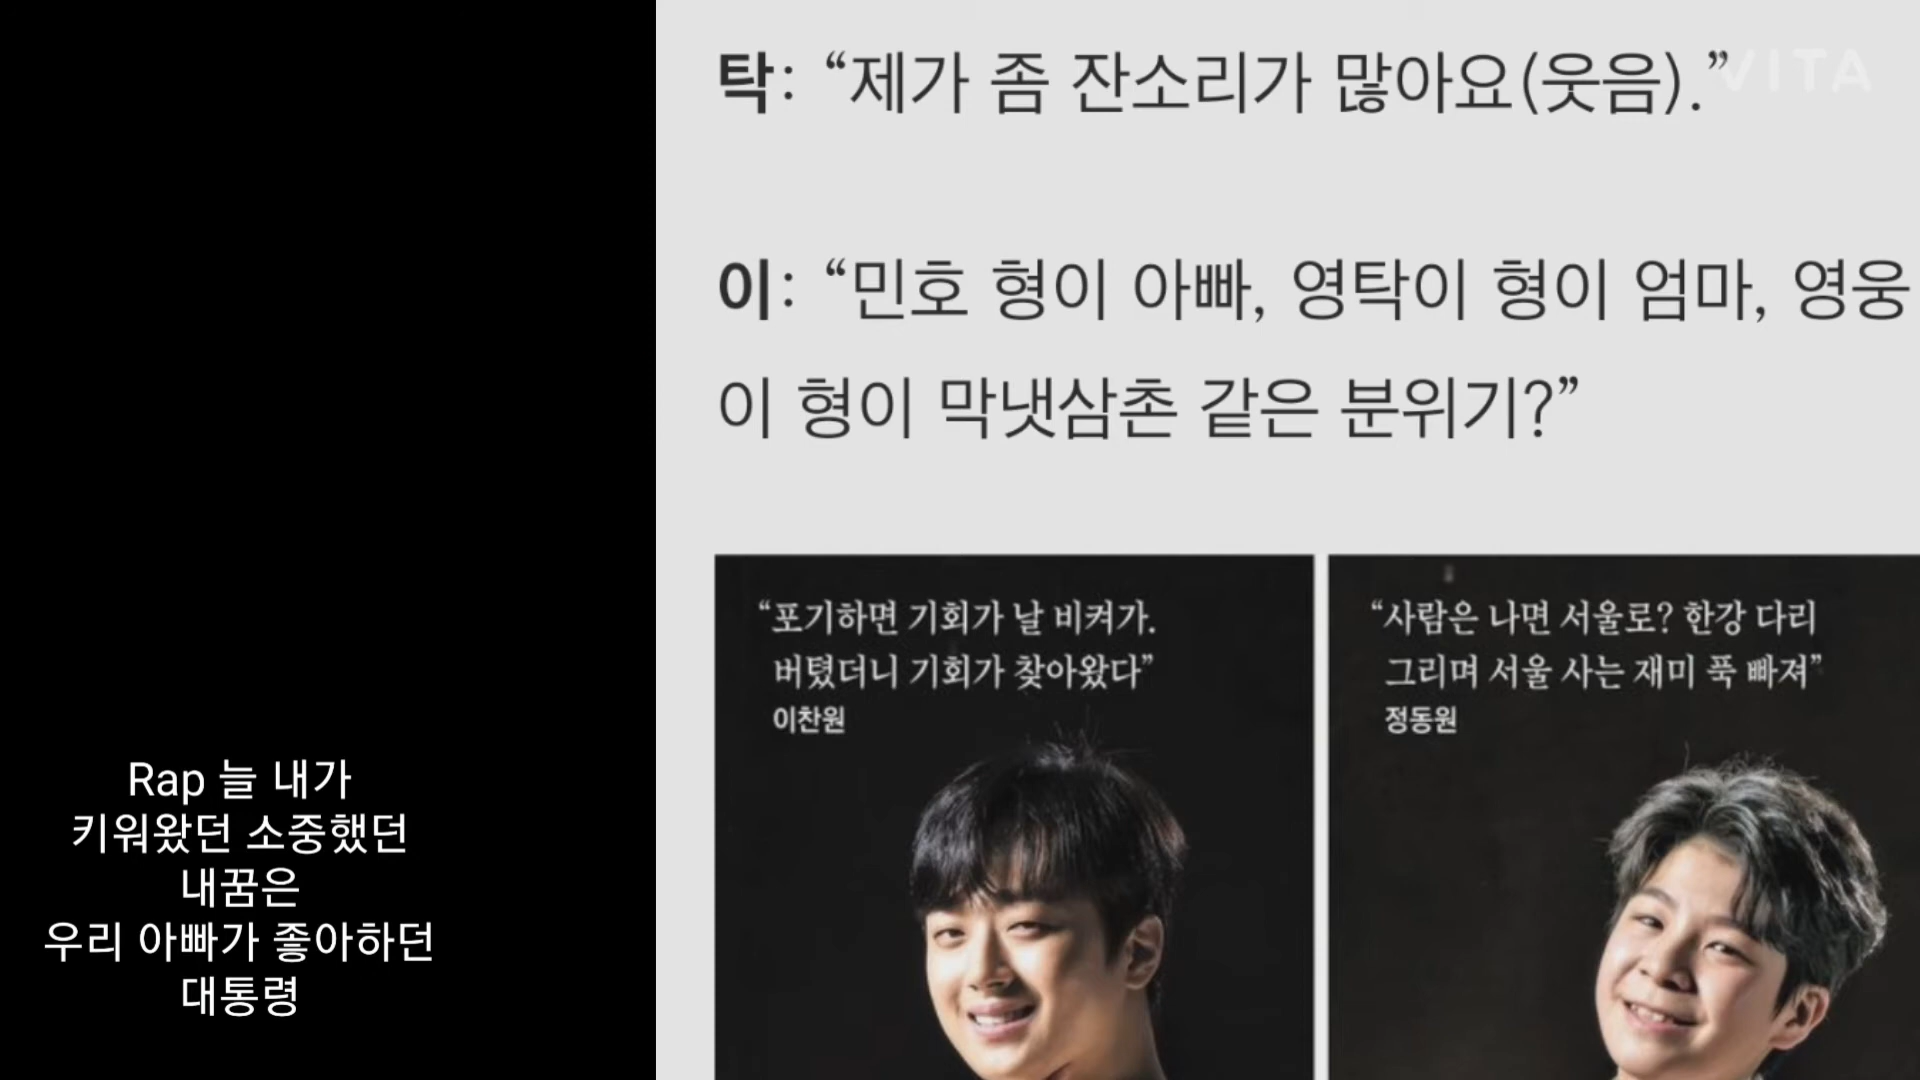 탁: “제가 좀 잔소리가 많아요(웃음).”
VITA
이: “민호 형이 아빠, 영탁이 형이 엄마, 영웅
이 형이 막냇삼촌 같은 분위기?”
“포기하면 기회가 날 비켜가.
버텼더니 기회가 찾아왔다”
이찬원
“사람은 나면 서울로? 한강 다리
그리며 서울 사는 재미 푹 빠져”
정동원
Rap 늘 내가
키워왔던 소중했던
내꿈은
우리 아빠가 좋아하던
대통령